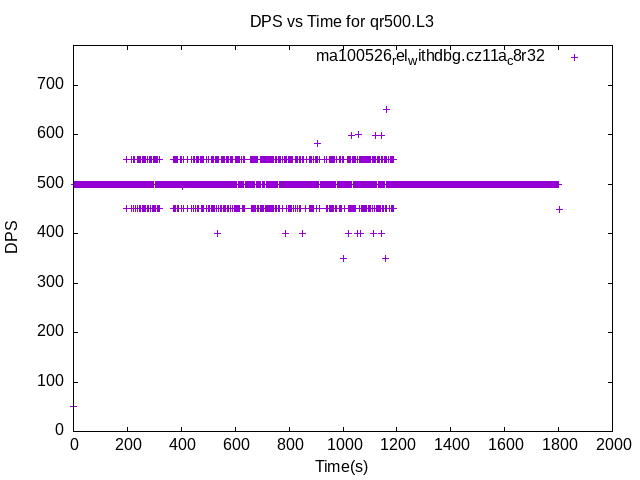 DPS vs Time for qr500.L3
ma100526relwithdbg.cz11ac8r32
700
600
500
400
300
200
100
0
DPS
0 200 400 600 800 1000 1200 1400 1600 1800 2000
Time(s)